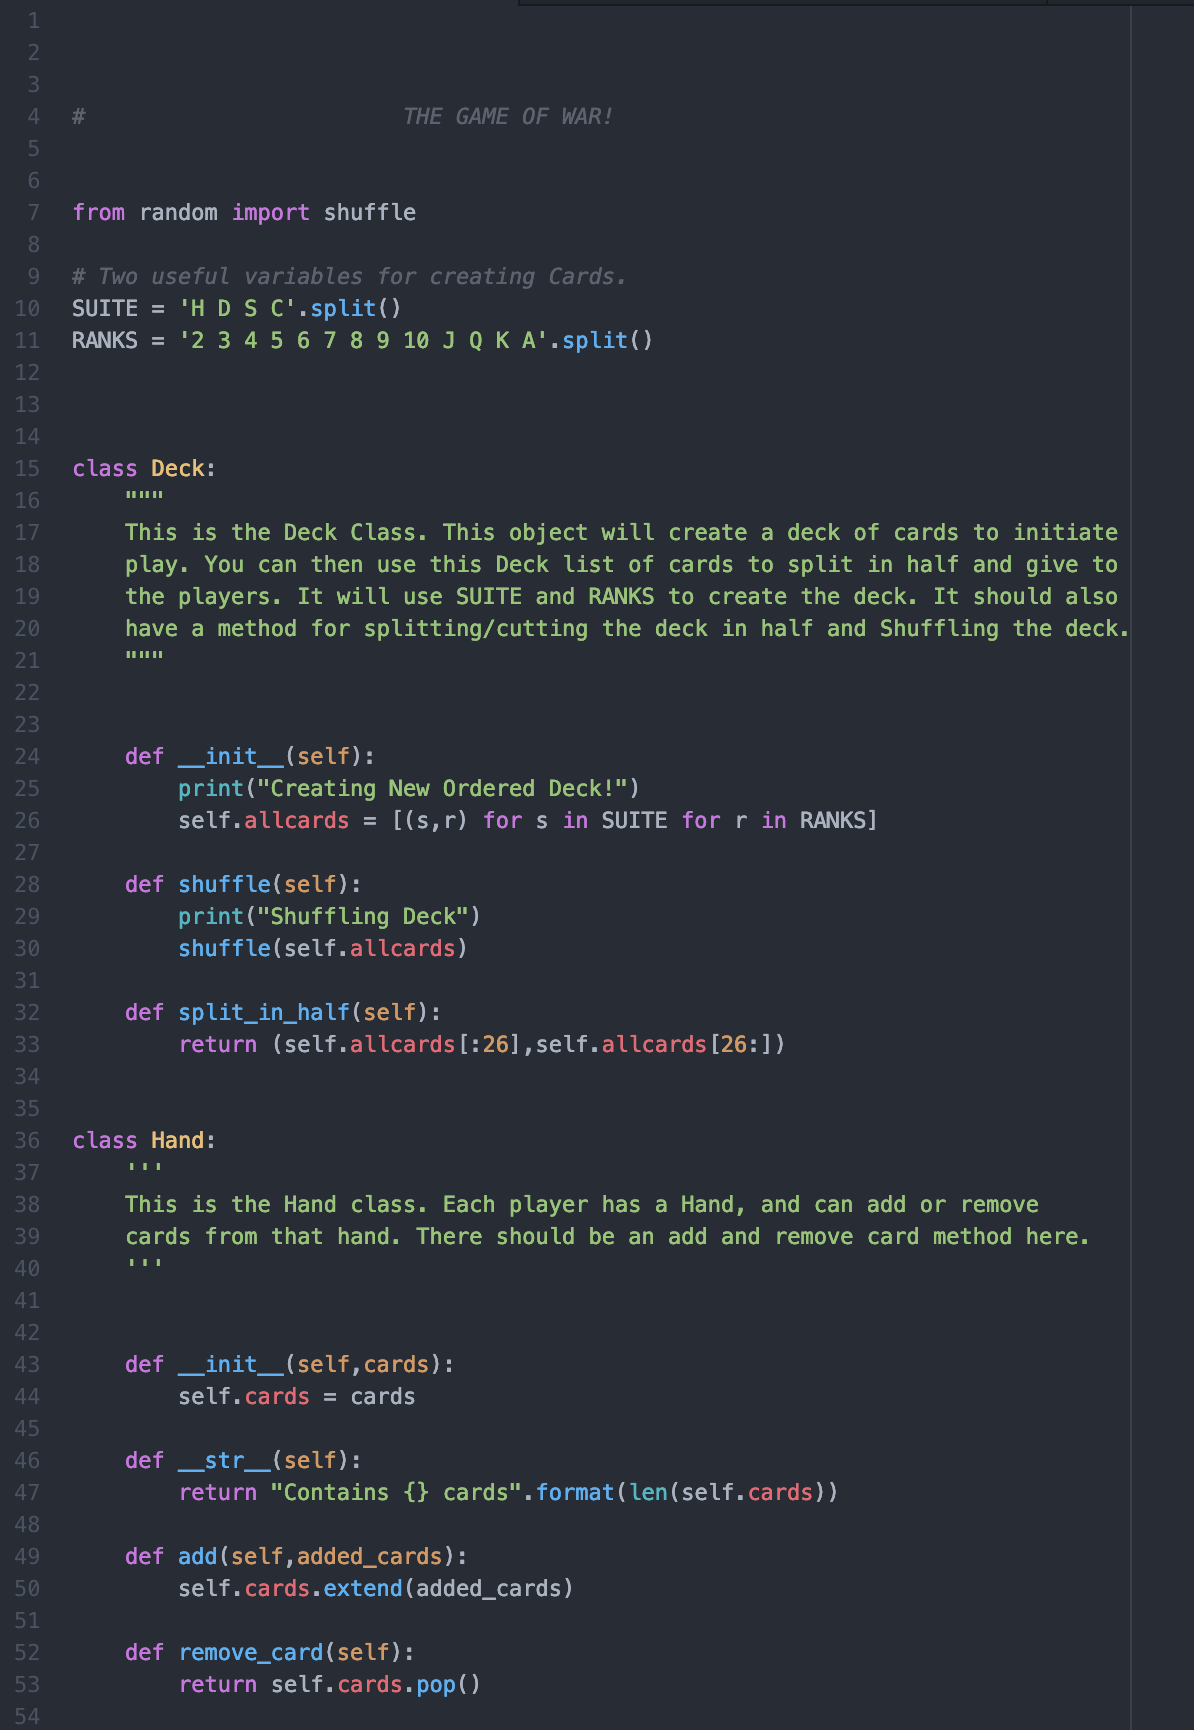 1
2
3
4 # THE GAME OF WAR!
5
6
7 from random import shuffle
8
9 # Two useful variables for creating Cards.
10 SUITE = 'H D S C'.split()
11 RANKS = '2 3 4 5 6 7 8 9 10 J Q K A'.split()
12
13
14
15 class Deck:
16     """
17     This is the Deck Class. This object will create a deck of cards to initiate
18     play. You can then use this Deck list of cards to split in half and give to
19     the players. It will use SUITE and RANKS to create the deck. It should also
20     have a method for splitting/cutting the deck in half and Shuffling the deck.
21     """
22
23
24     def __init__(self):
25         print("Creating New Ordered Deck!")
26         self.allcards = [(s,r) for s in SUITE for r in RANKS]
27
28     def shuffle(self):
29         print("Shuffling Deck")
30         shuffle(self.allcards)
31
32     def split_in_half(self):
33         return (self.allcards[:26],self.allcards[26:])
34
35
36 class Hand:
37     '''
38     This is the Hand class. Each player has a Hand, and can add or remove
39     cards from that hand. There should be an add and remove card method here.
40     '''
41
42
43     def __init__(self,cards):
44         self.cards = cards
45
46     def __str__(self):
47         return "Contains {} cards".format(len(self.cards))
48
49     def add(self,added_cards):
50         self.cards.extend(added_cards)
51
52     def remove_card(self):
53         return self.cards.pop()
54